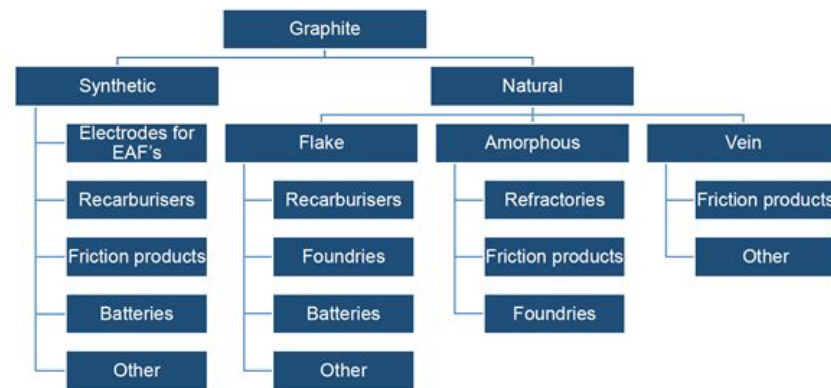 Graphite
Synthetic
Natural
Electrodes for
EAF's
Recarburisers
Friction products
Batteries
Other
Flake
Recarburisers
Foundries
Batteries
Other
Amorphous
Refractories
Friction products
Foundries
Vein
Friction products
Other